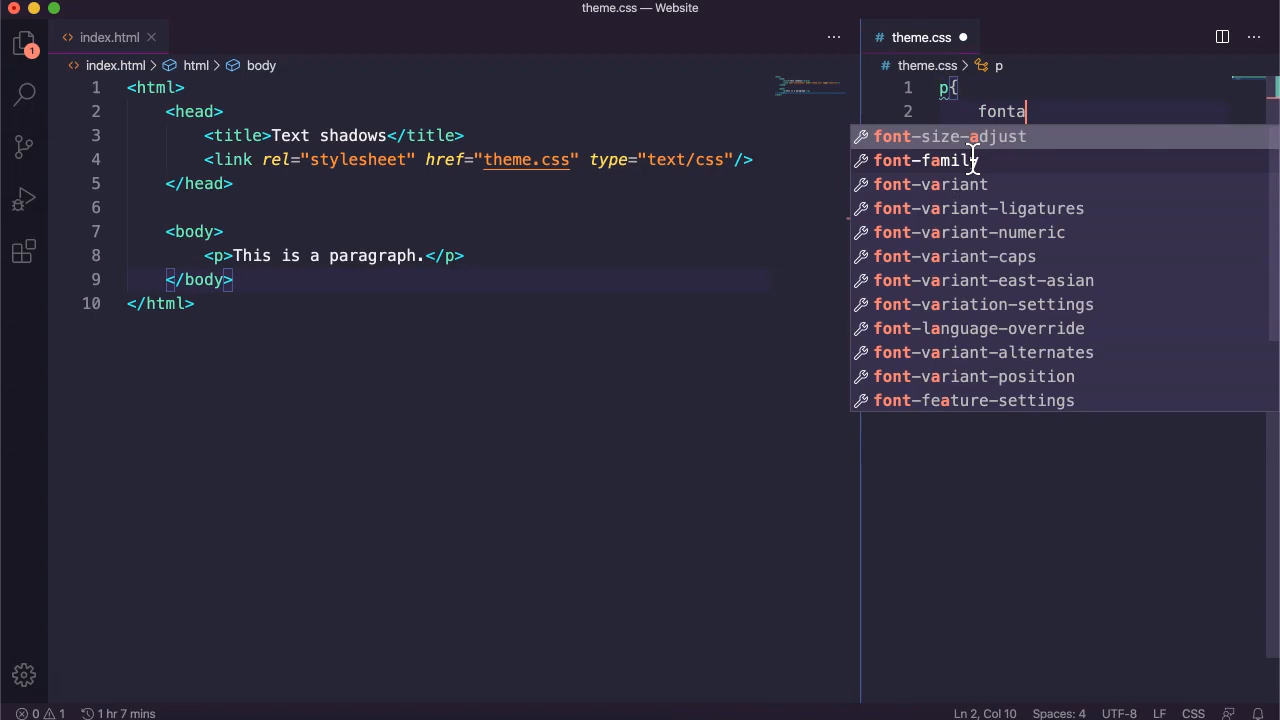 theme.css — Website
index.html
theme.css
index.html > html > body
theme.css > p
1
1 <html>
2 <head>
3 <title>Text shadows</title>
4 <link rel="stylesheet" href="theme.css" type="text/css"/>
5 </head>
6
7 <body>
8 <p>This is a paragraph.</p>
9 </body>
10 </html>
1 p{
2 fonta
font-size-adjust
font-family
font-variant
font-variant-ligatures
font-variant-numeric
font-variant-caps
font-variant-east-asian
font-variation-settings
font-language-override
font-variant-alternates
font-variant-position
font-feature-settings
0 1 1 hr 7 mins
Ln 2, Col 10 Spaces: 4 UTF-8 LF CSS